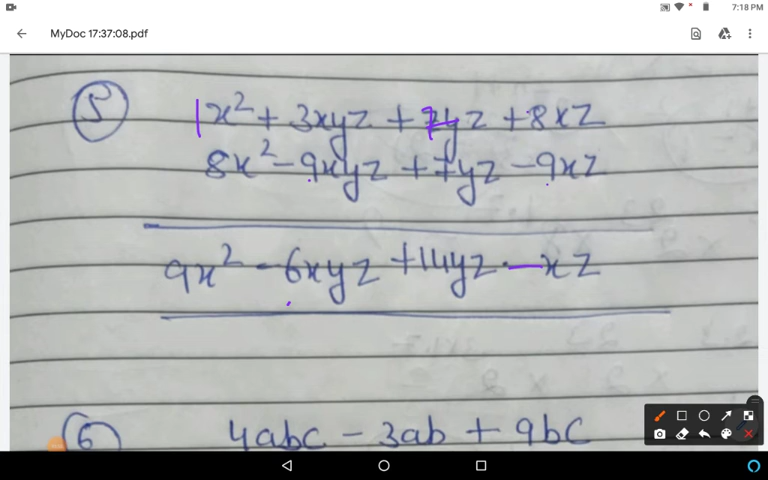 7:18 PM
MyDoc 17:37:08.pdf
5 1x² + 3xyz + 7yz + 8xz
8x² - 9xyz + 7yz - 9xz
9x² - 6xyz + 14yz - xz
6 4abc - 3ab + 9bc